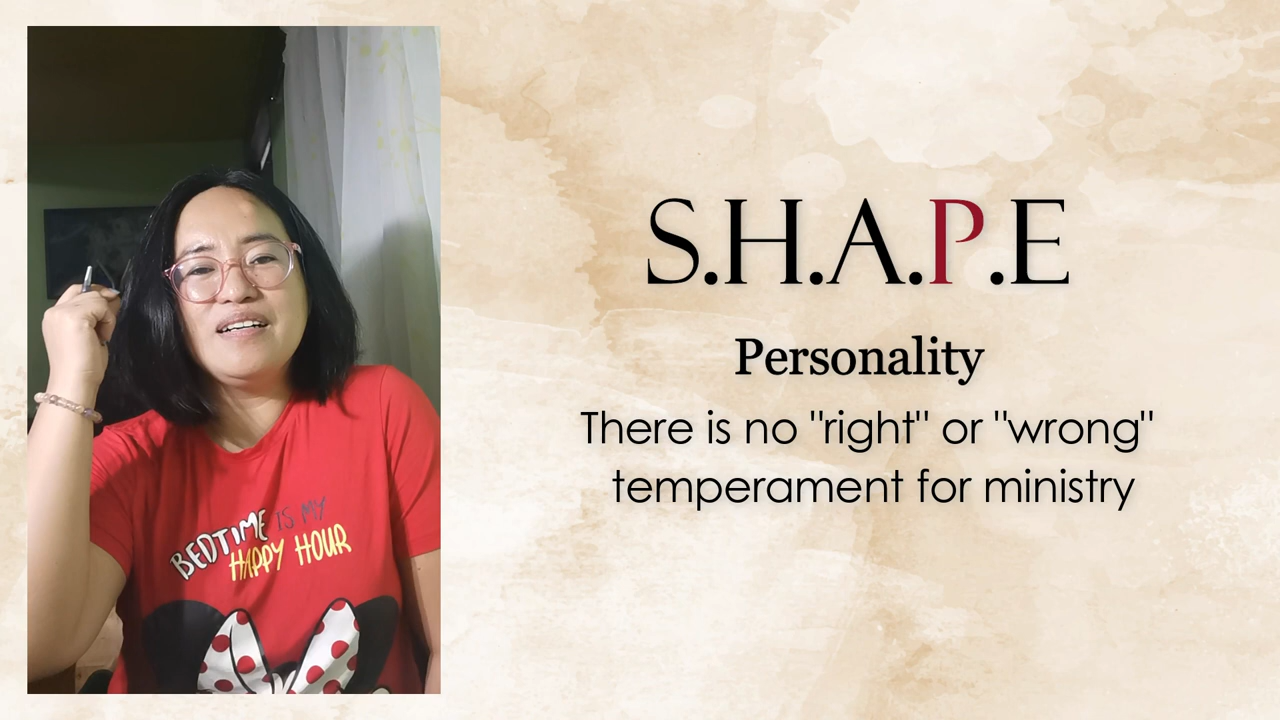 BEDTIME IS MY
HAPPY HOUR
S.H.A.P.E
Personality
There is no "right" or "wrong"
temperament for ministry